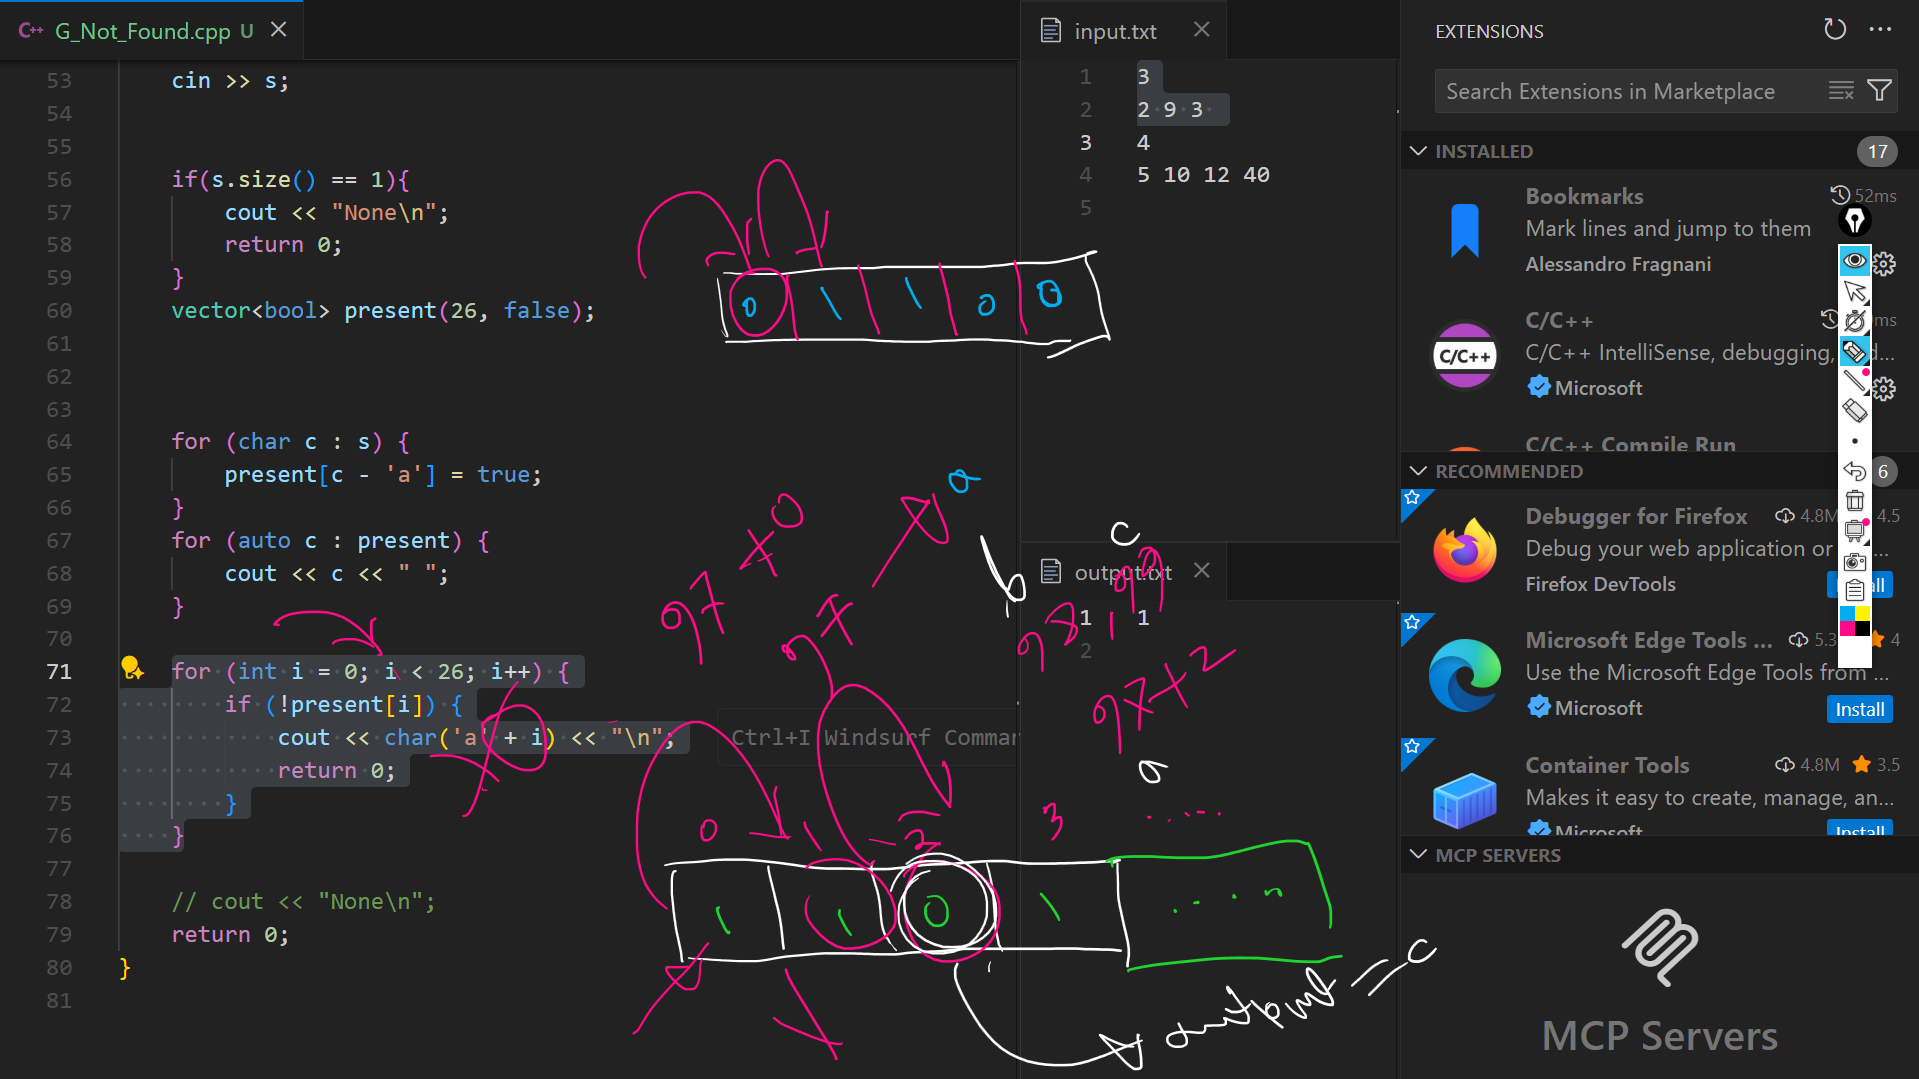 G_Not_Found.cpp U
53 cin >> s;
54
55
56 if(s.size() == 1){
57 cout << "None\n";
58 return 0;
59 }
60 vector<bool> present(26, false);
61
62
63
64 for (char c : s) {
65 present[c - 'a'] = true;
66 }
67 for (auto c : present) {
68 cout << c << " ";
69 }
70
71 for (int i = 0; i < 26; i++) {
72 if (!present[i]) {
73 cout << char('a' + i) << "\n";
74 return 0;
75 }
76 }
77
78 // cout << "None\n";
79 return 0;
80 }
81
Ctrl+I Windsurf Comman
input.txt
1 3
2 2 9 3
3 4
4 5 10 12 40
5
output.txt
1 1
2
0 1 1 0 0
97 + 0
97
a
b
c
98, 99
97+2
a
0 1 2 3 .....
1 1 0 1 ....
output == c
EXTENSIONS
Search Extensions in Marketplace
INSTALLED 17
Bookmarks 52ms
Mark lines and jump to them
Alessandro Fragnani
C/C++ ms
C/C++ IntelliSense, debugging, d...
Microsoft
C/C++ Compile Run
RECOMMENDED 6
Debugger for Firefox 4.8M 4.5
Debug your web application or ...
Firefox DevTools
Microsoft Edge Tools ... 5.3 4
Use the Microsoft Edge Tools from ...
Microsoft Install
Container Tools 4.8M 3.5
Makes it easy to create, manage, an...
Microsoft Install
MCP SERVERS
MCP Servers